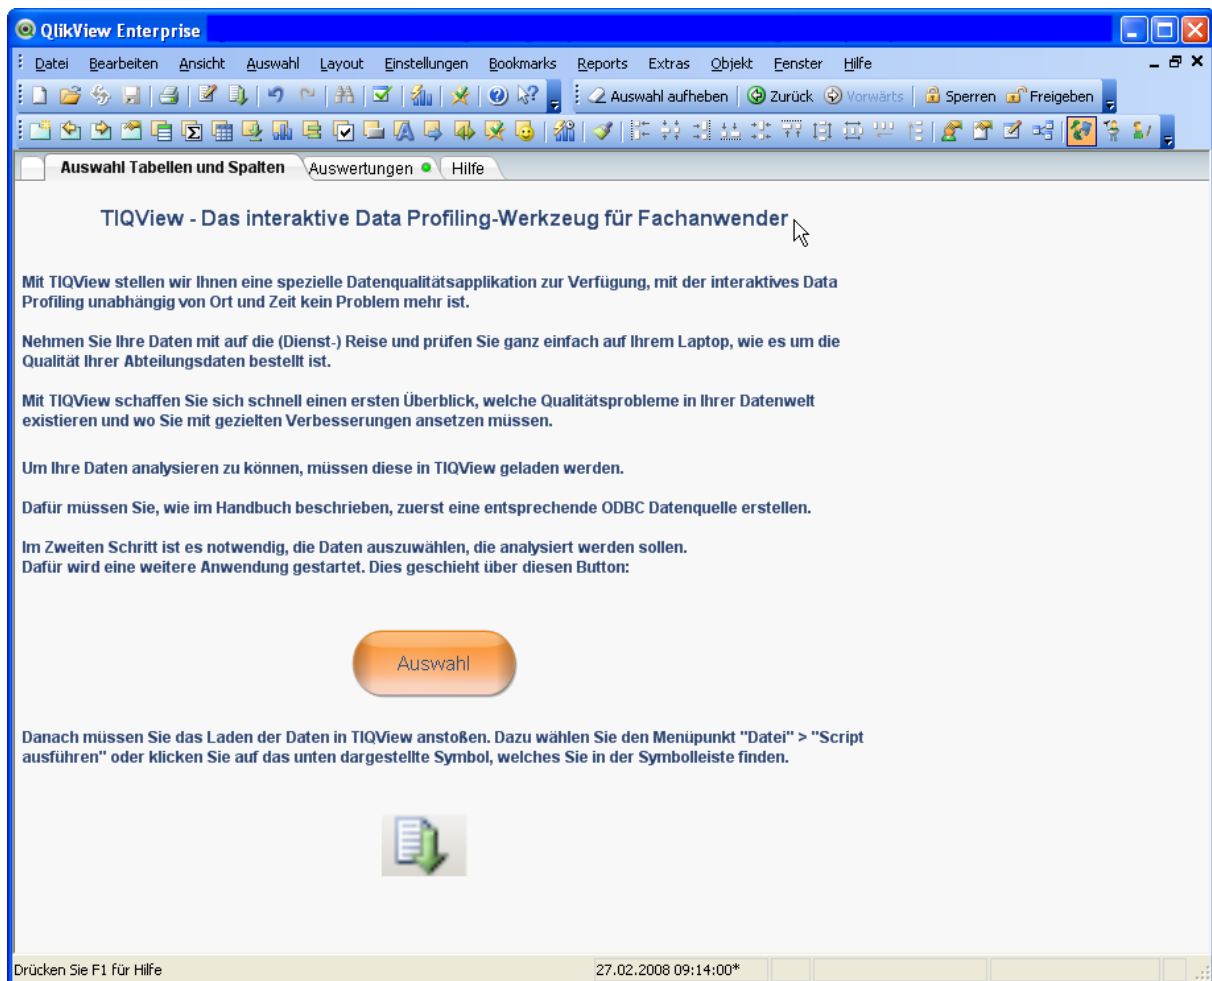 QlikView Enterprise
Datei Bearbeiten Ansicht Auswahl Layout Einstellungen Bookmarks Reports Extras Objekt Fenster Hilfe
Auswahl aufheben Zurück Vorwärts Sperren Freigeben
Auswahl Tabellen und Spalten Auswertungen Hilfe
TIQView - Das interaktive Data Profiling-Werkzeug für Fachanwender
Mit TIQView stellen wir Ihnen eine spezielle Datenqualitätsapplikation zur Verfügung, mit der interaktives Data
Profiling unabhängig von Ort und Zeit kein Problem mehr ist.
Nehmen Sie Ihre Daten mit auf die (Dienst-) Reise und prüfen Sie ganz einfach auf Ihrem Laptop, wie es um die
Qualität Ihrer Abteilungsdaten bestellt ist.
Mit TIQView schaffen Sie sich schnell einen ersten Überblick, welche Qualitätsprobleme in Ihrer Datenwelt
existieren und wo Sie mit gezielten Verbesserungen ansetzen müssen.
Um Ihre Daten analysieren zu können, müssen diese in TIQView geladen werden.
Dafür müssen Sie, wie im Handbuch beschrieben, zuerst eine entsprechende ODBC Datenquelle erstellen.
Im Zweiten Schritt ist es notwendig, die Daten auszuwählen, die analysiert werden sollen.
Dafür wird eine weitere Anwendung gestartet. Dies geschieht über diesen Button:
Auswahl
Danach müssen Sie das Laden der Daten in TIQView anstoßen. Dazu wählen Sie den Menüpunkt "Datei" > "Script
ausführen" oder klicken Sie auf das unten dargestellte Symbol, welches Sie in der Symbolleiste finden.
Drücken Sie F1 für Hilfe 27.02.2008 09:14:00*